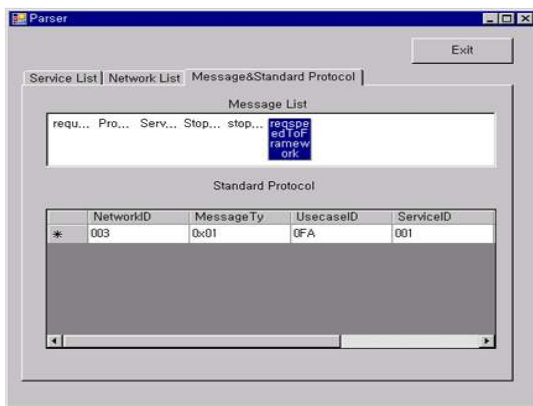 Parser
Exit
Service List Network List Message&Standard Protocol
Message List
requ... Pro... Serv... Stop... stop... reqspe
edToF
ramew
ork
Standard Protocol
NetworkID MessageTy UsecaseID ServiceID
* 003 0x01 0FA 001